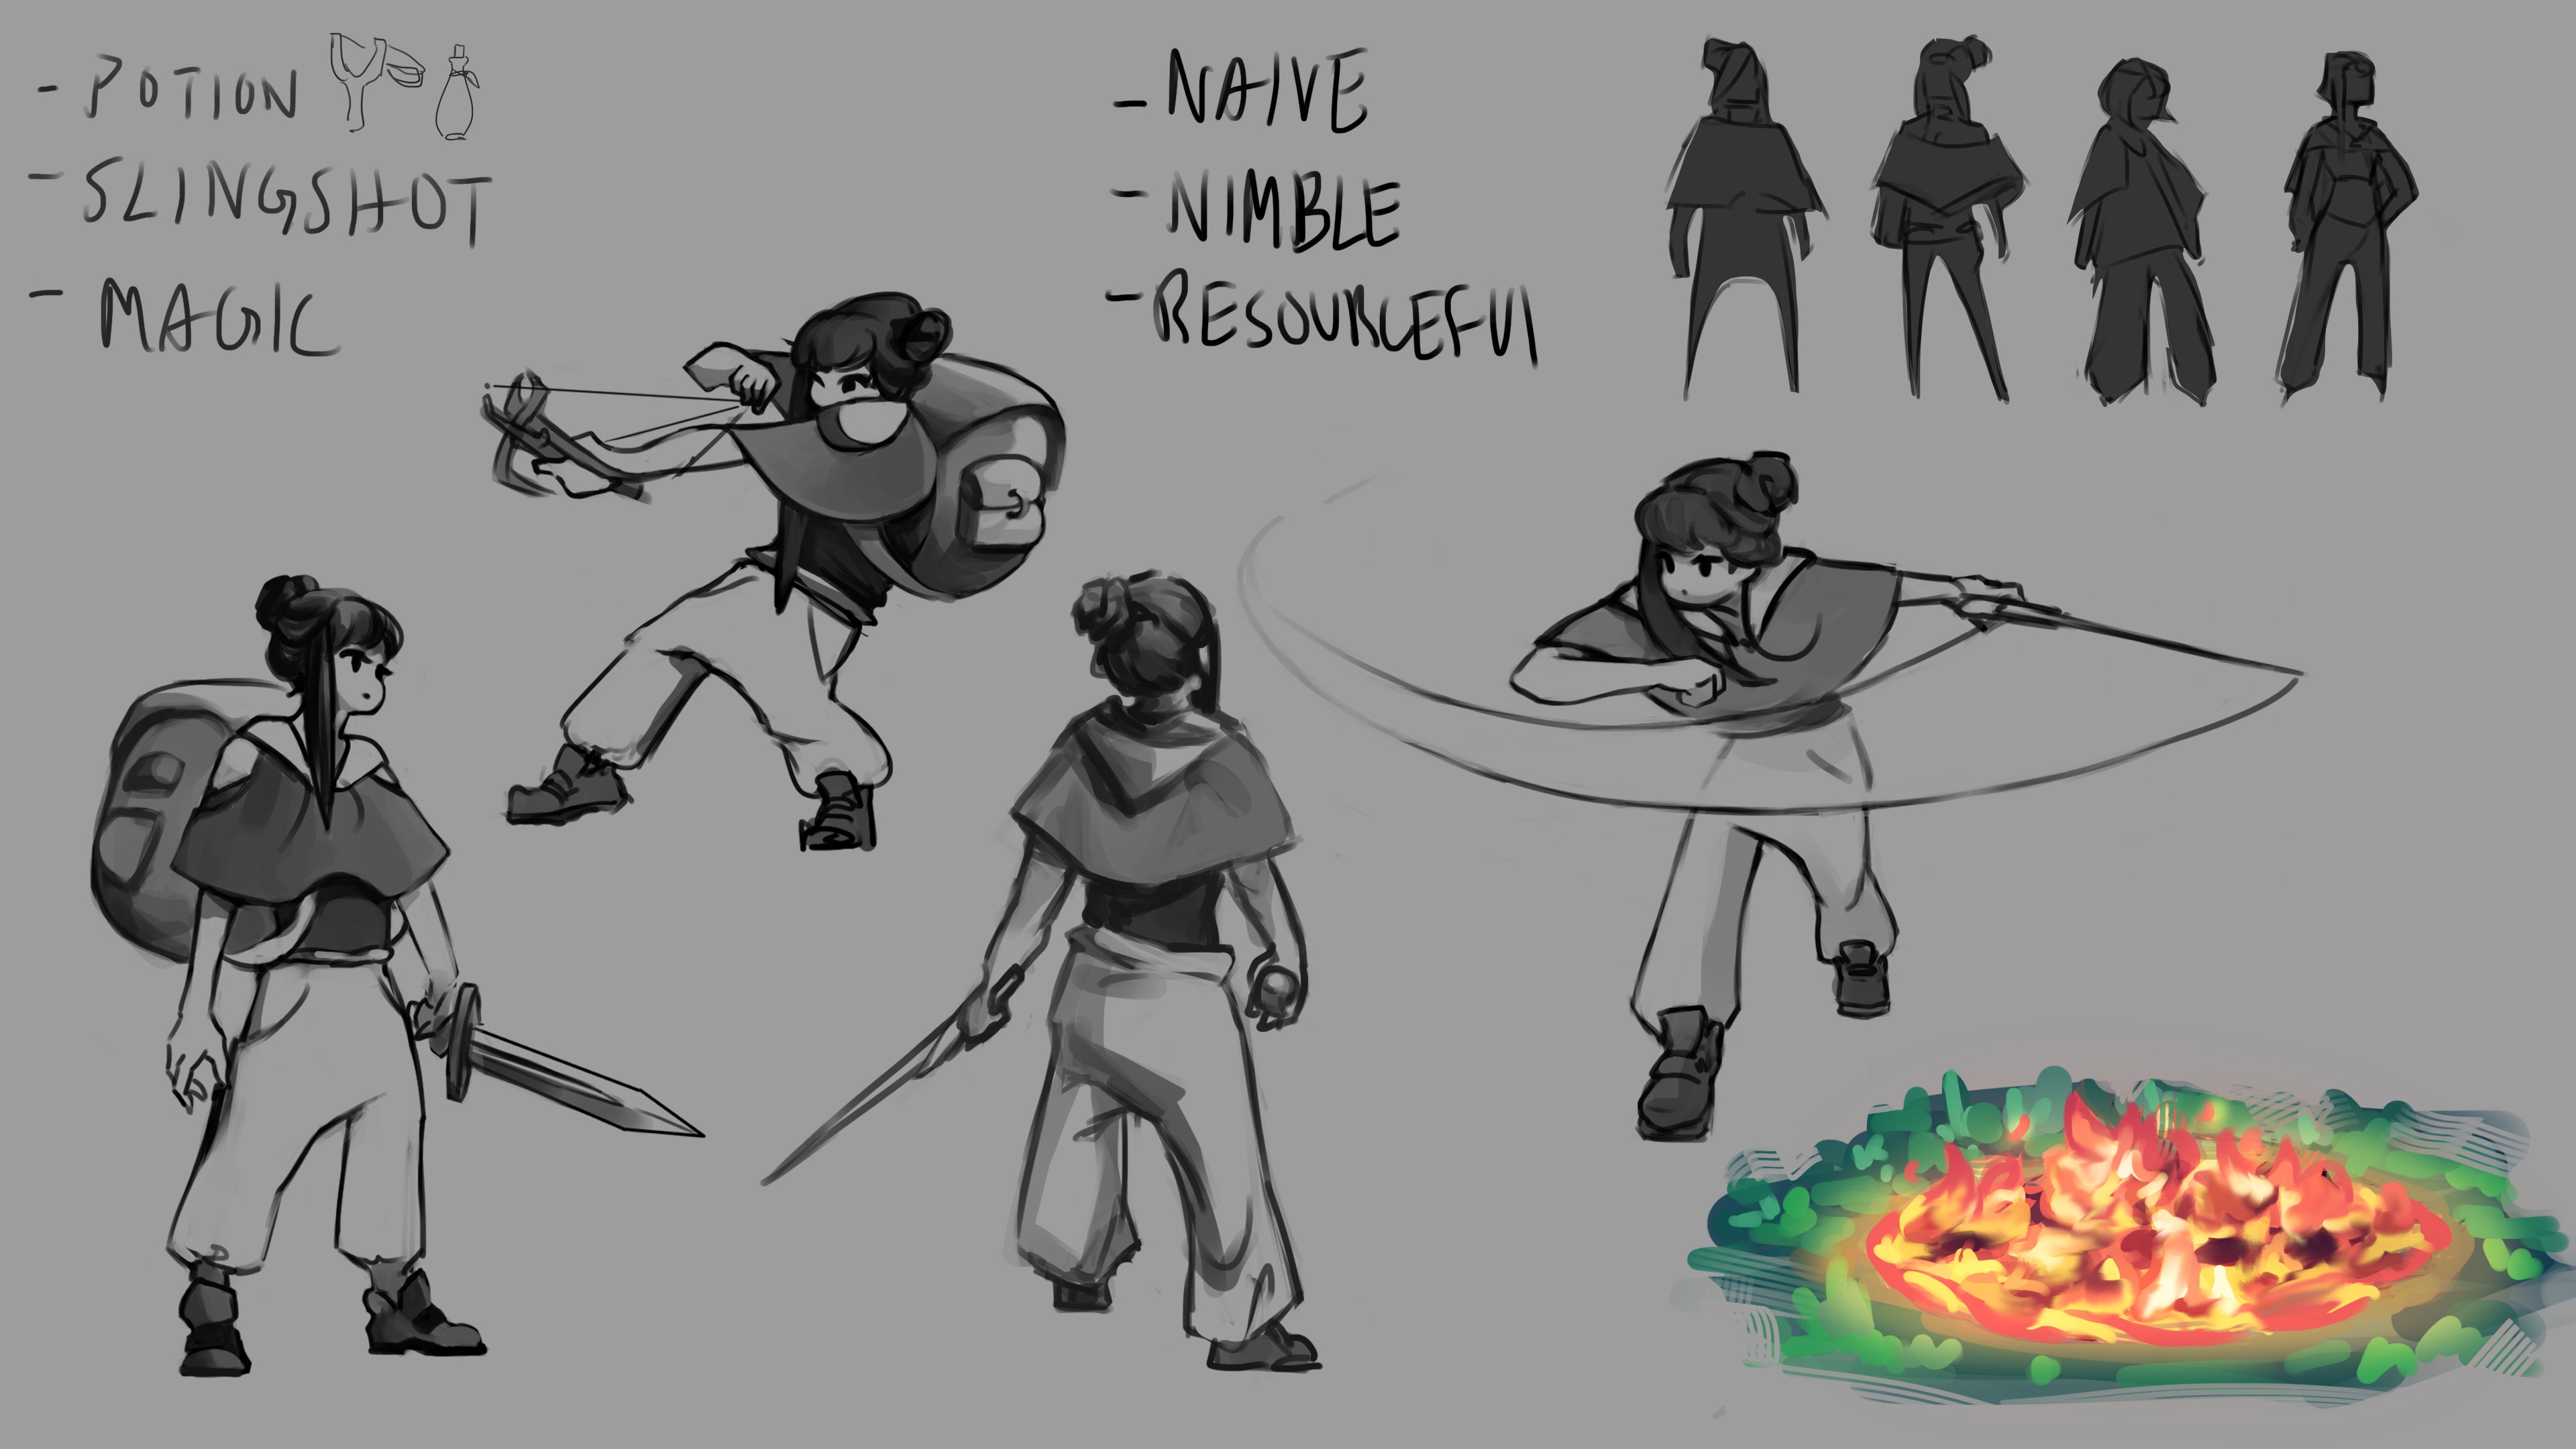 - POTION
- SLINGSHOT
- MAGIC
- NAIVE
- NIMBLE
- RESOURCEFUl